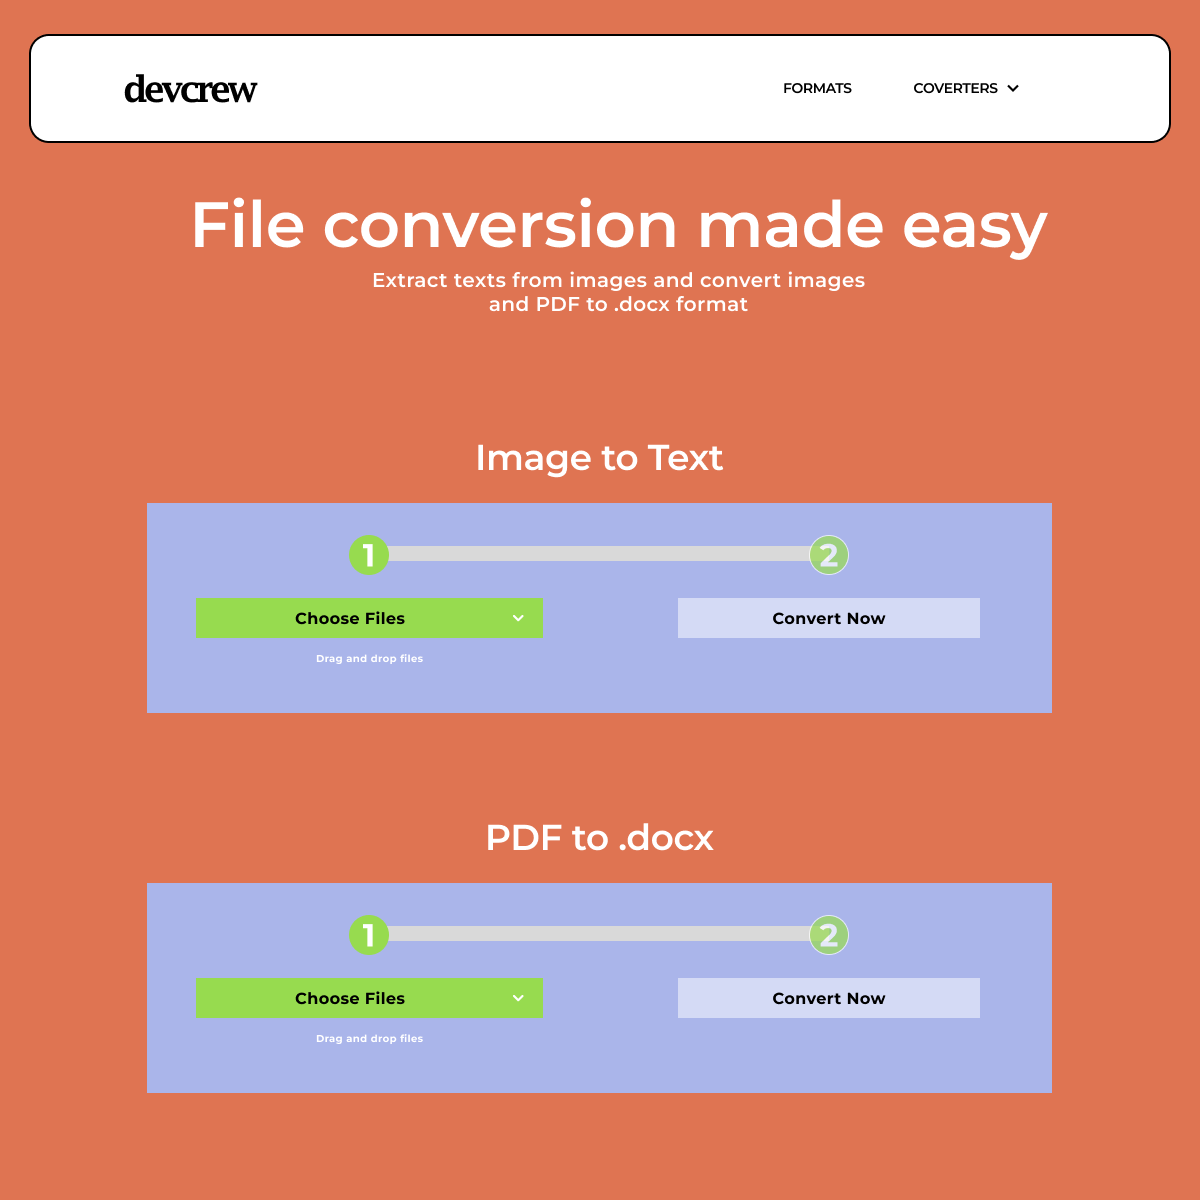 devcrew
FORMATS
COVERTERS
File conversion made easy
Extract texts from images and convert images
and PDF to .docx format
Image to Text
1
2
Choose Files
Convert Now
Drag and drop files
PDF to .docx
1
2
Choose Files
Convert Now
Drag and drop files